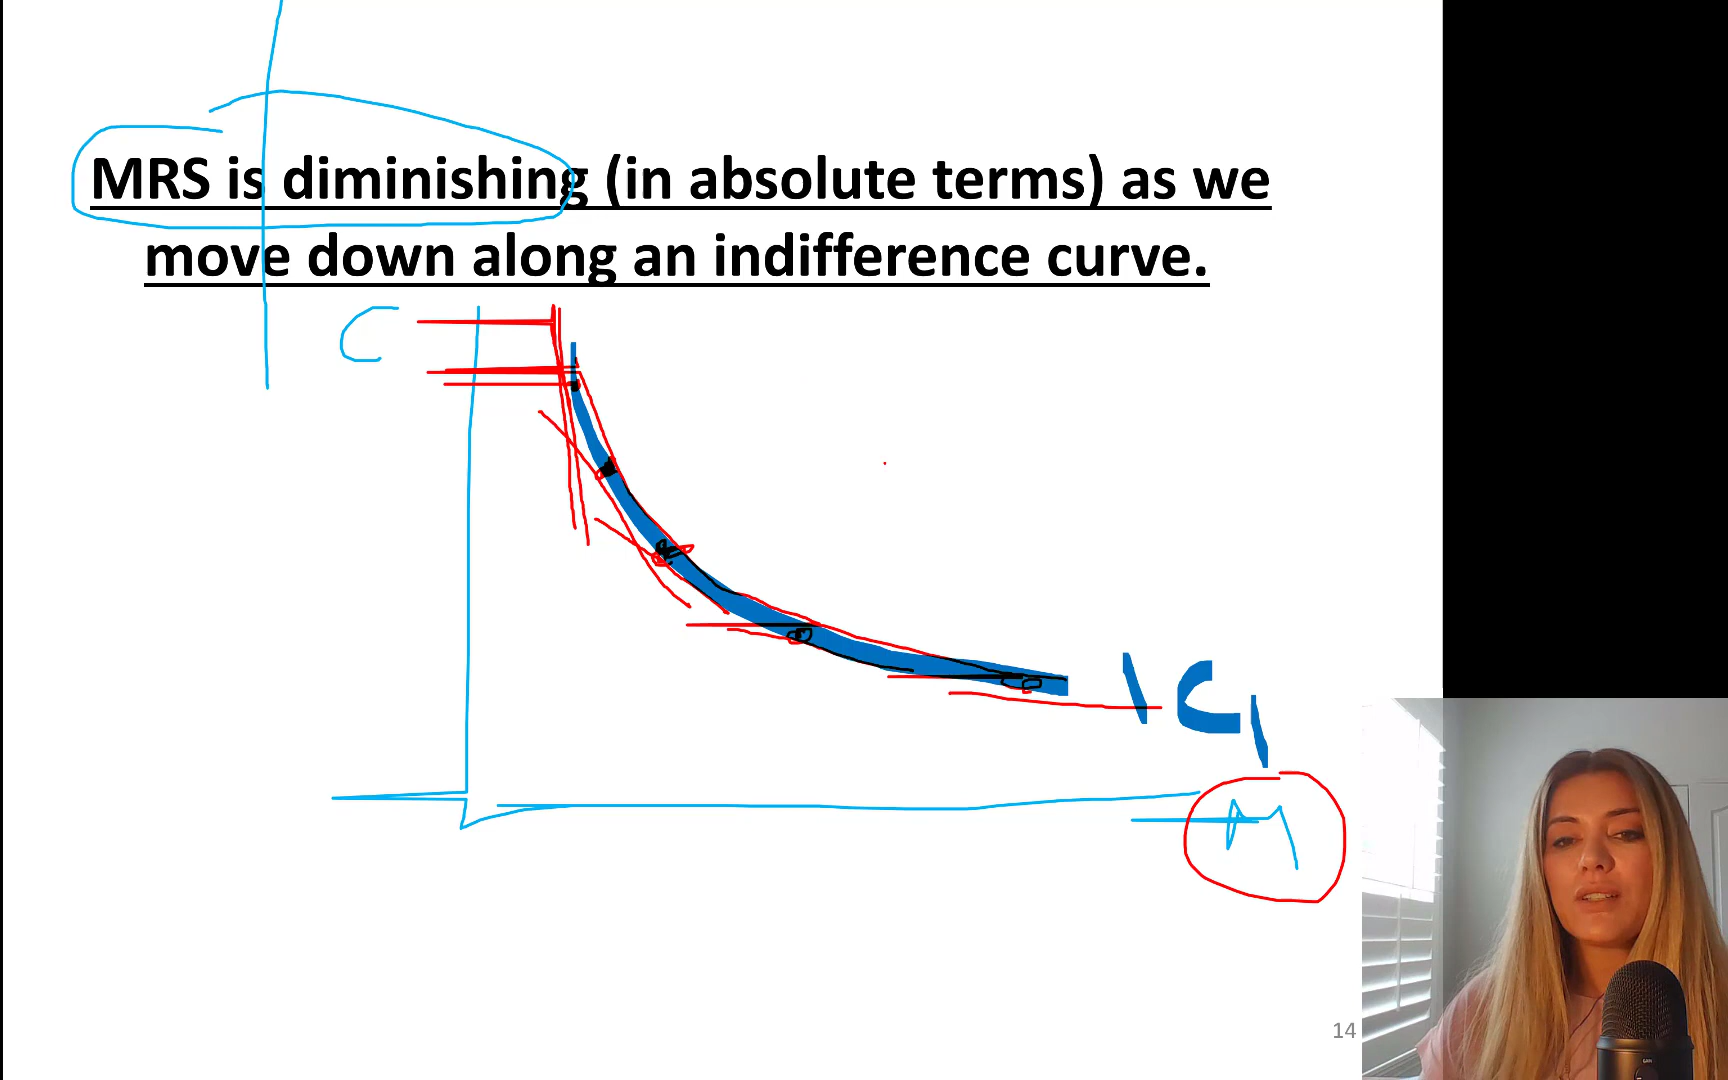 MRS is diminishing (in absolute terms) as we
move down along an indifference curve.
C
IC1
M
14